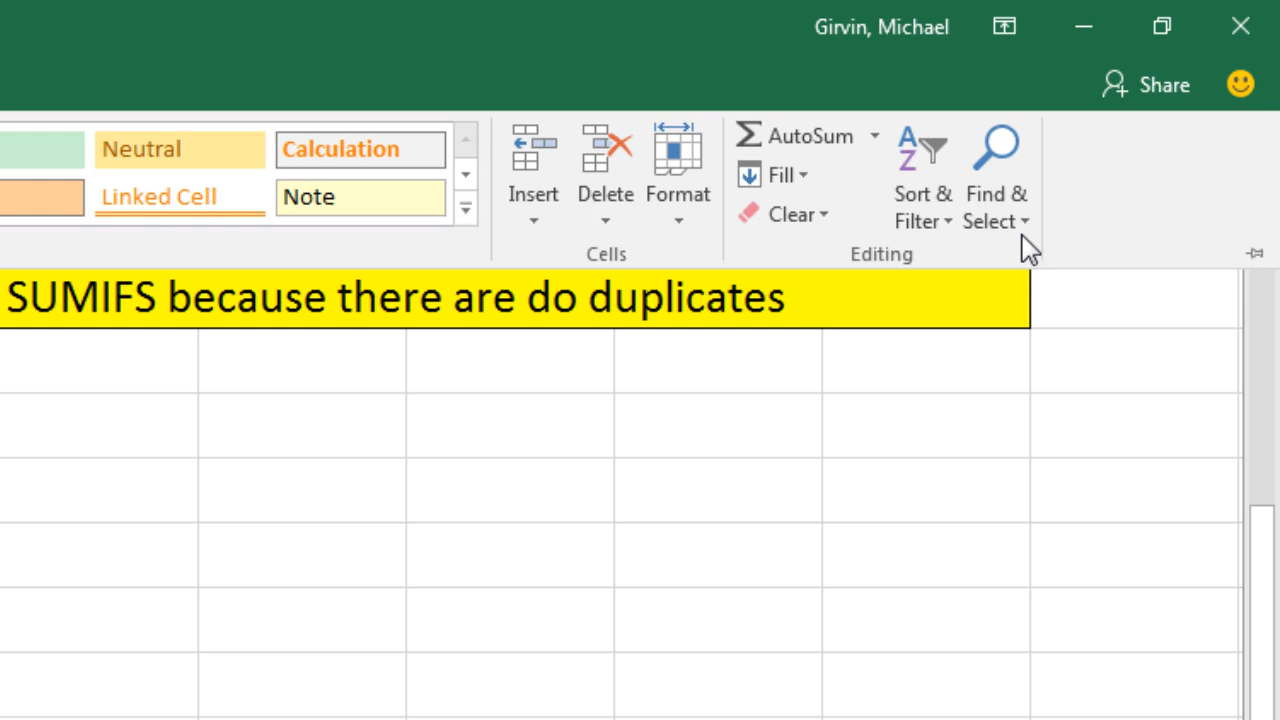 Girvin, Michael
Share
Neutral
Calculation
Linked Cell
Note
Insert
Delete
Format
Cells
AutoSum
Fill
Clear
Sort &
Filter
Find &
Select
Editing
SUMIFS because there are do duplicates